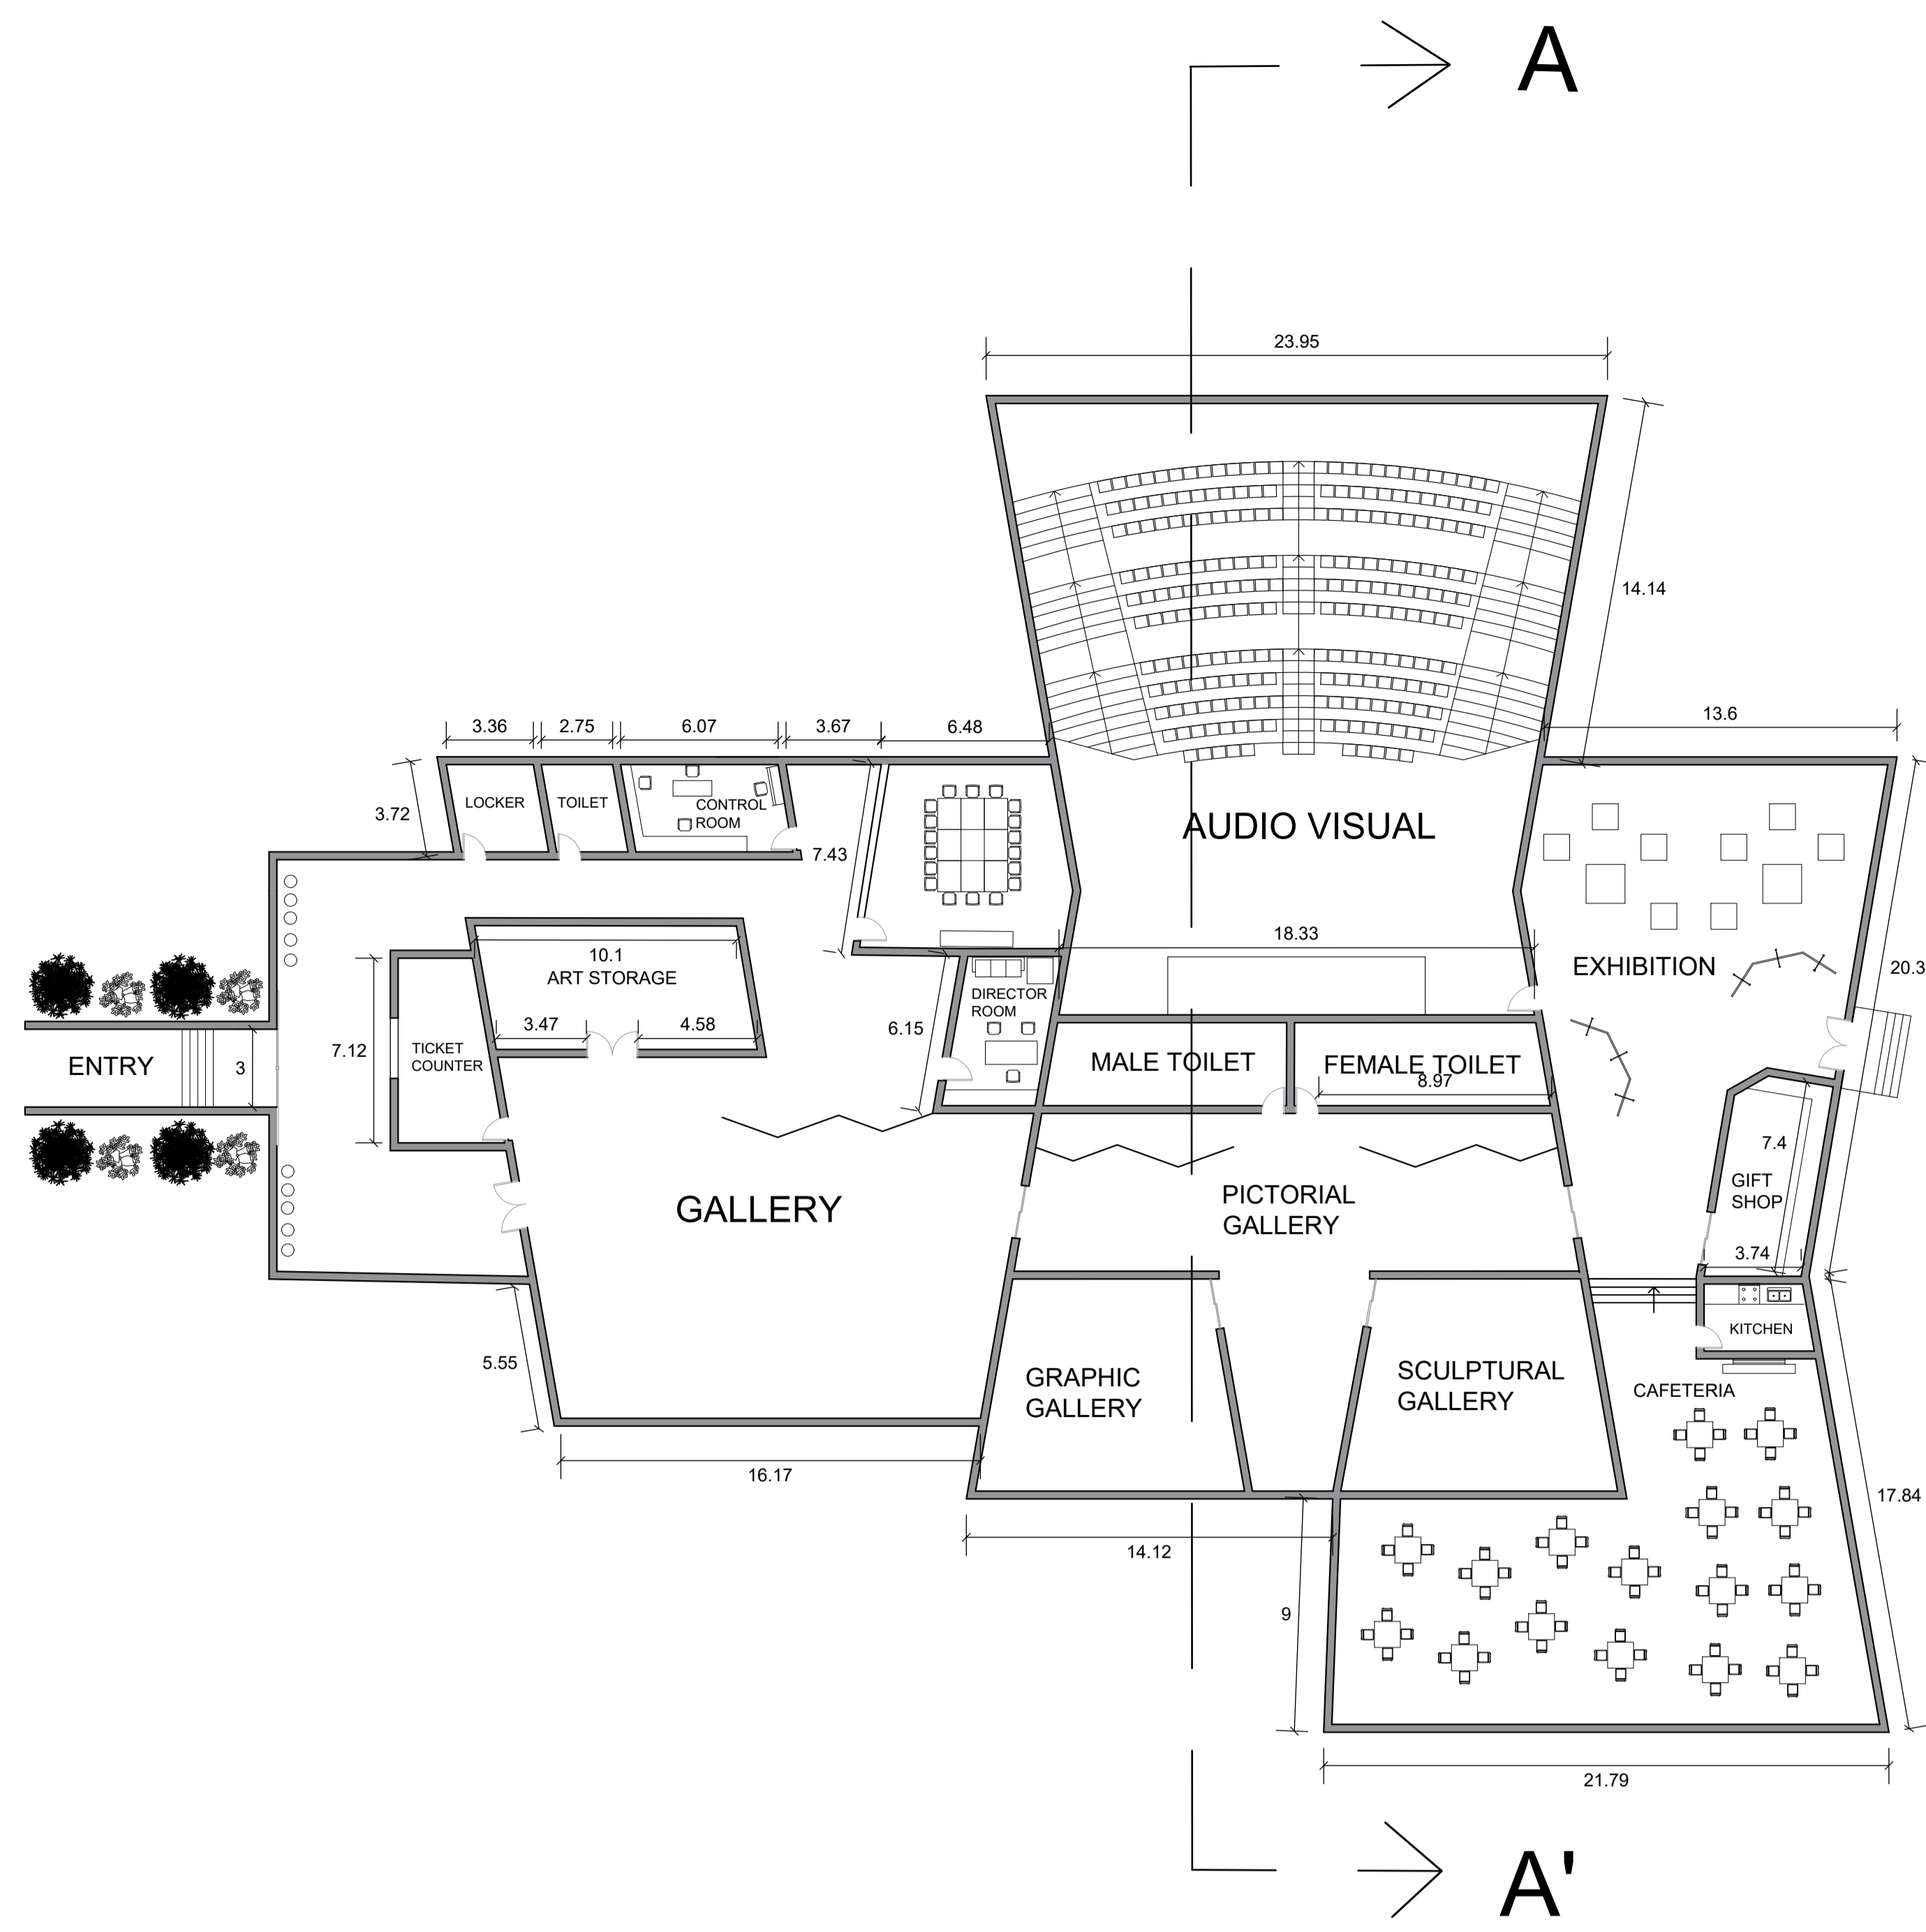 A
23.95
14.14
13.6
3.36
2.75
6.07
3.67
6.48
3.72
LOCKER
TOILET
CONTROL
ROOM
7.43
AUDIO VISUAL
18.33
10.1
ART STORAGE
EXHIBITION
20.3
DIRECTOR
ROOM
3.47
4.58
6.15
7.12
TICKET
COUNTER
ENTRY
3
MALE TOILET
FEMALE TOILET
8.97
7.4
GIFT
SHOP
PICTORIAL
GALLERY
GALLERY
3.74
KITCHEN
5.55
GRAPHIC
GALLERY
SCULPTURAL
GALLERY
CAFETERIA
16.17
17.84
14.12
9
21.79
A'